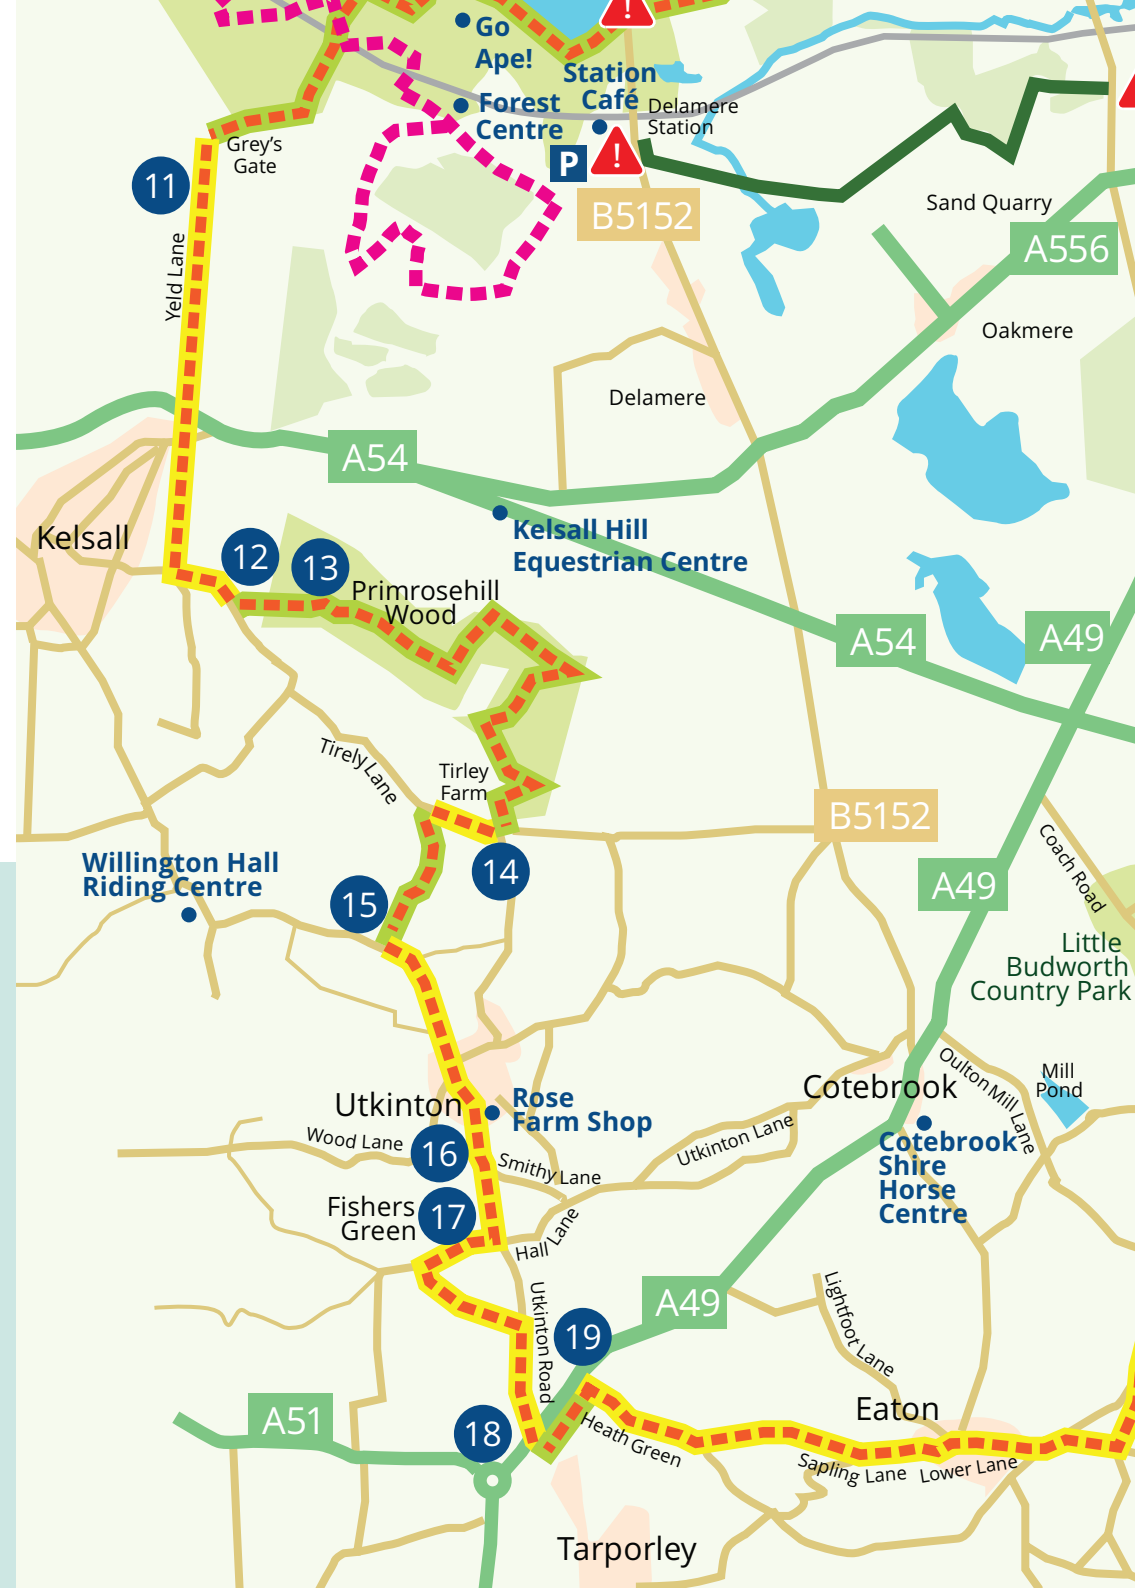 Go
Ape!
Station
Café
Delamere
Station
Forest
Centre
Grey's
Gate
P
!
!
11
B5152
Sand Quarry
A556
Yeld Lane
Oakmere
Delamere
A54
Kelsall Hill
Equestrian Centre
Kelsall
12
13
Primrosehill
Wood
A54
A49
Tirely Lane
Tirley
Farm
B5152
Coach Road
Willington Hall
Riding Centre
14
A49
15
Little
Budworth
Country Park
Oulton Mill Lane
Mill
Pond
Cotebrook
Utkinton
Rose
Farm Shop
Cotebrook
Shire
Horse
Centre
Wood Lane
16
Utkinton Lane
Smithy Lane
Fishers
Green
17
Hall Lane
Utkinton Road
A49
Lightfoot Lane
19
Eaton
A51
18
Heath Green
Sapling Lane
Lower Lane
Tarporley